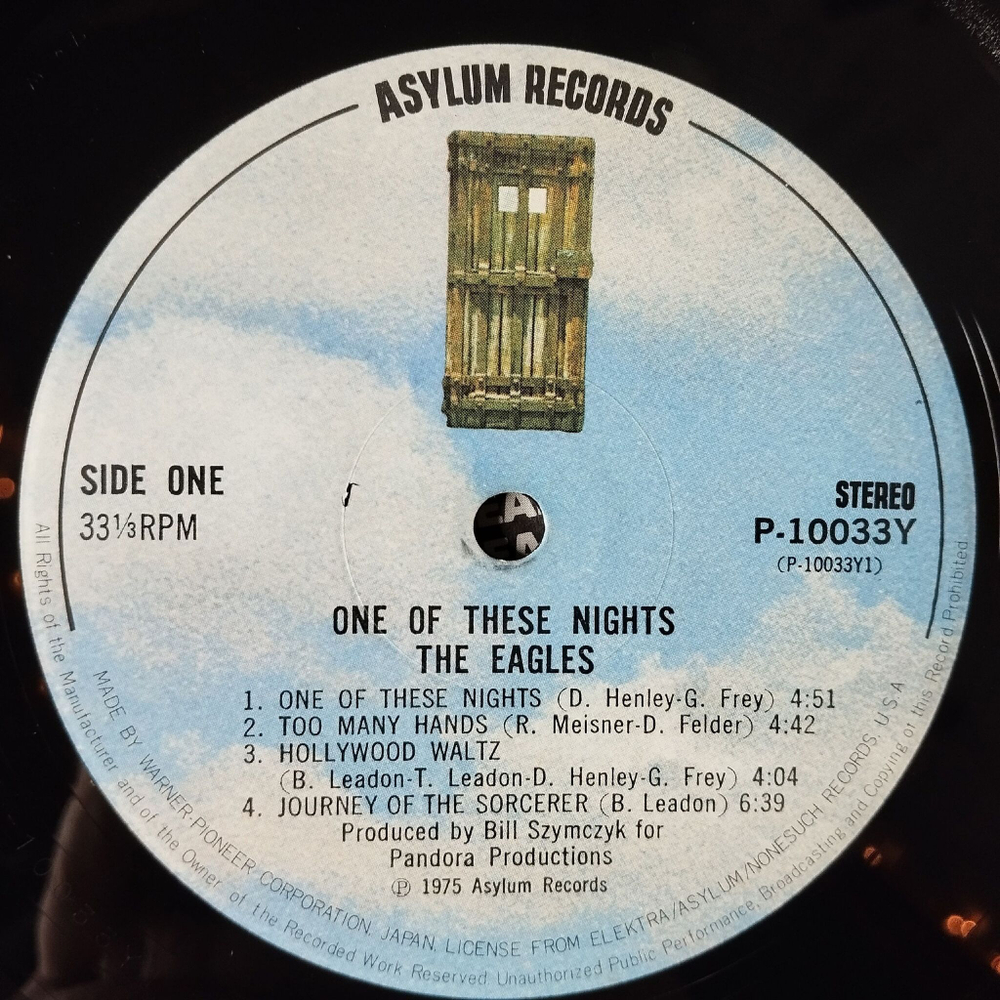 ASYLUM RECORDS
SIDE ONE
33⅓RPM
STEREO
P-10033Y
(P-10033Y1)
ONE OF THESE NIGHTS
THE EAGLES
1. ONE OF THESE NIGHTS (D. Henley-G. Frey) 4:51
2. TOO MANY HANDS (R. Meisner-D. Felder) 4:42
3. HOLLYWOOD WALTZ
(B. Leadon-T. Leadon-D. Henley-G. Frey) 4:04
4. JOURNEY OF THE SORCERER (B. Leadon) 6:39
Produced by Bill Szymczyk for
Pandora Productions
Ⓟ 1975 Asylum Records
MADE BY WARNER-PIONEER CORPORATION, JAPAN, LICENSE FROM ELEKTRA/ASYLUM/NONESUCH RECORDS, U.S.A
All Rights of the Manufacturer and of the Owner of the Recorded Work Reserved. Unauthorized Public Performance, Broadcasting and Copying of this Record Prohibited.